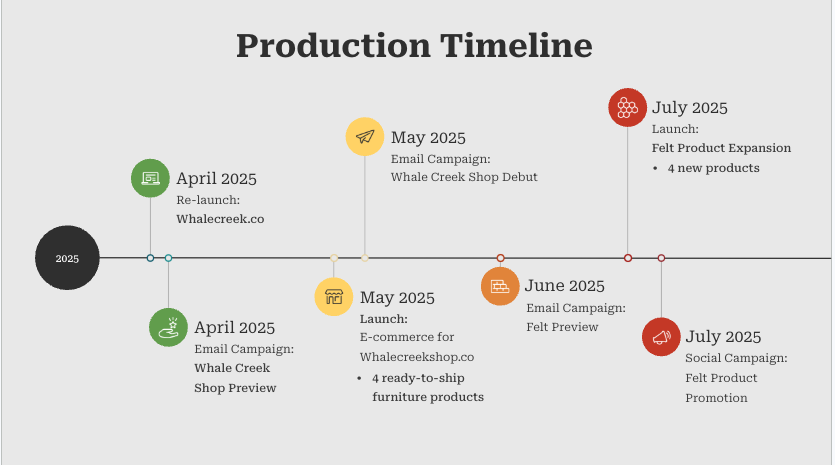 Production Timeline
2025
April 2025
Re-launch:
Whalecreek.co
April 2025
Email Campaign:
Whale Creek
Shop Preview
May 2025
Launch:
E-commerce for
Whalecreekshop.co
• 4 ready-to-ship
furniture products
May 2025
Email Campaign:
Whale Creek Shop Debut
June 2025
Email Campaign:
Felt Preview
July 2025
Launch:
Felt Product Expansion
• 4 new products
July 2025
Social Campaign:
Felt Product
Promotion